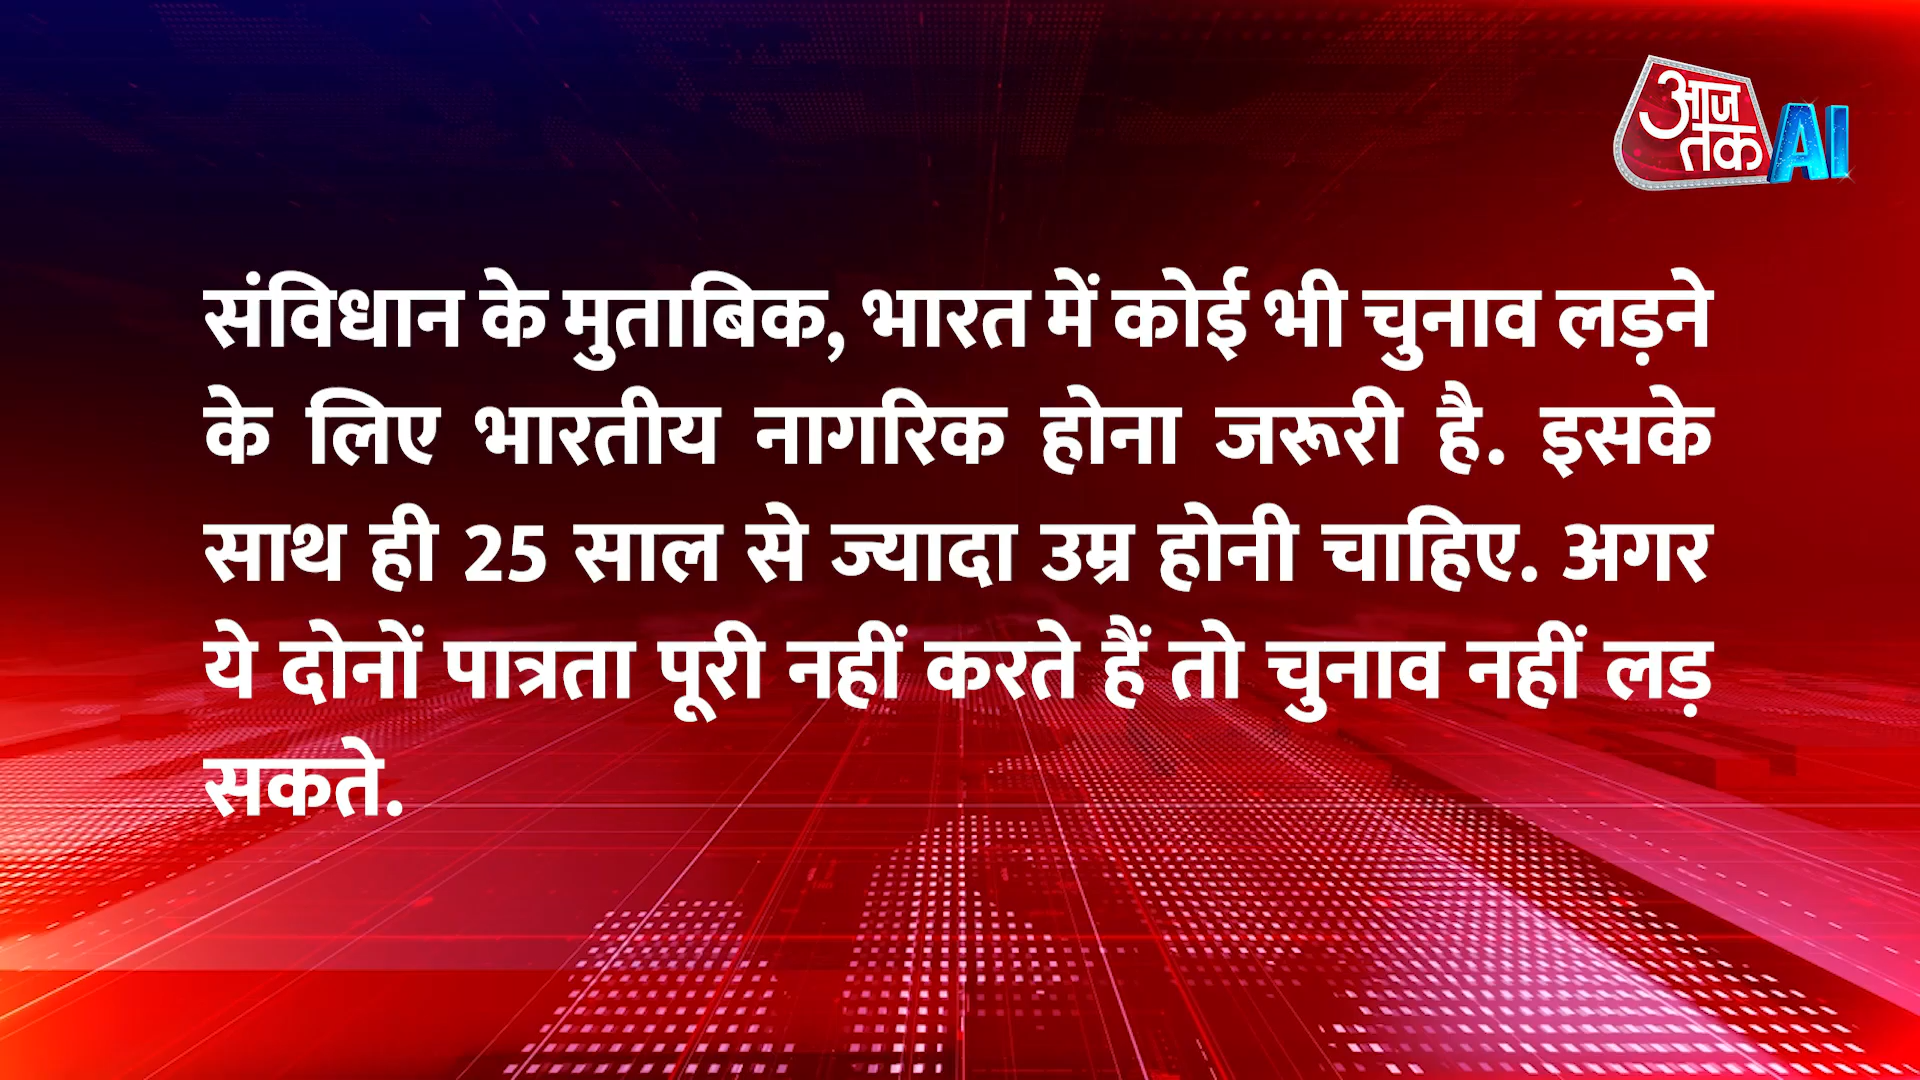 आज तक AI
संविधान के मुताबिक, भारत में कोई भी चुनाव लड़ने
के लिए भारतीय नागरिक होना जरूरी है. इसके
साथ ही 25 साल से ज्यादा उम्र होनी चाहिए. अगर
ये दोनों पात्रता पूरी नहीं करते हैं तो चुनाव नहीं लड़
सकते.